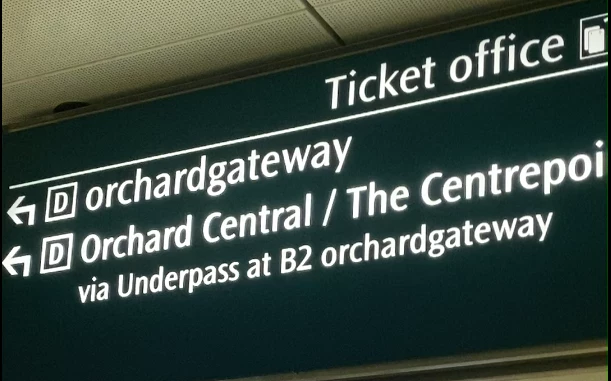 Ticket office
D orchardgateway
D Orchard Central / The Centrepoi
via Underpass at B2 orchardgateway